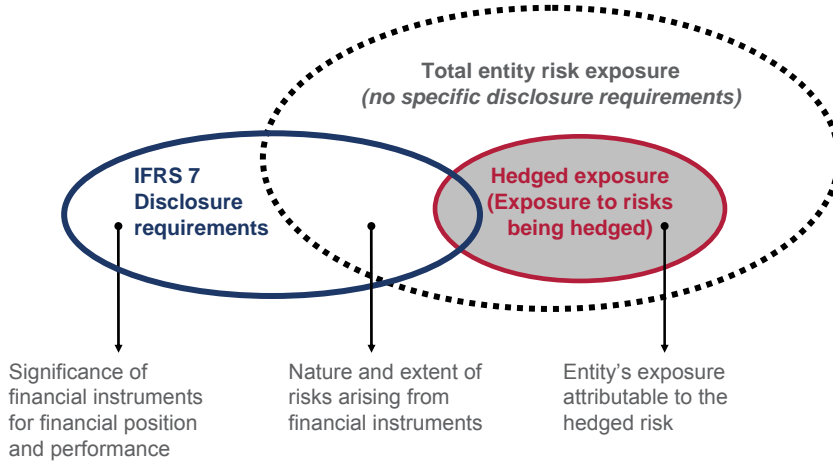 Total entity risk exposure
(no specific disclosure requirements)
IFRS 7
Disclosure
requirements
Hedged exposure
(Exposure to risks
being hedged)
Significance of
financial instruments
for financial position
and performance
Nature and extent of
risks arising from
financial instruments
Entity’s exposure
attributable to the
hedged risk